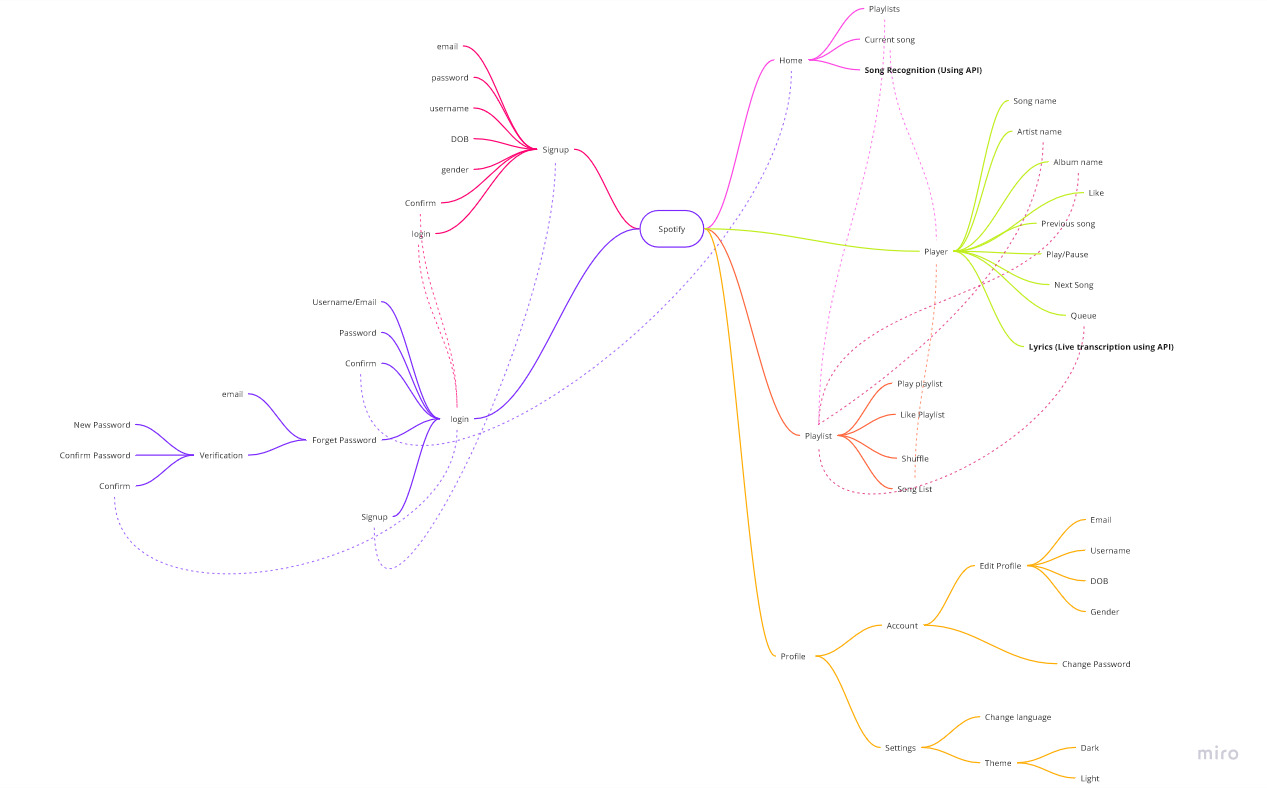 Spotify
Signup
email
password
username
DOB
gender
Confirm
login
login
Username/Email
Password
Confirm
Forget Password
email
Verification
New Password
Confirm Password
Confirm
Signup
Home
Playlists
Current song
Song Recognition (Using API)
Player
Song name
Artist name
Album name
Like
Previous song
Play/Pause
Next Song
Queue
Lyrics (Live transcription using API)
Playlist
Play playlist
Like Playlist
Shuffle
Song List
Profile
Account
Edit Profile
Email
Username
DOB
Gender
Change Password
Settings
Change language
Theme
Dark
Light
miro